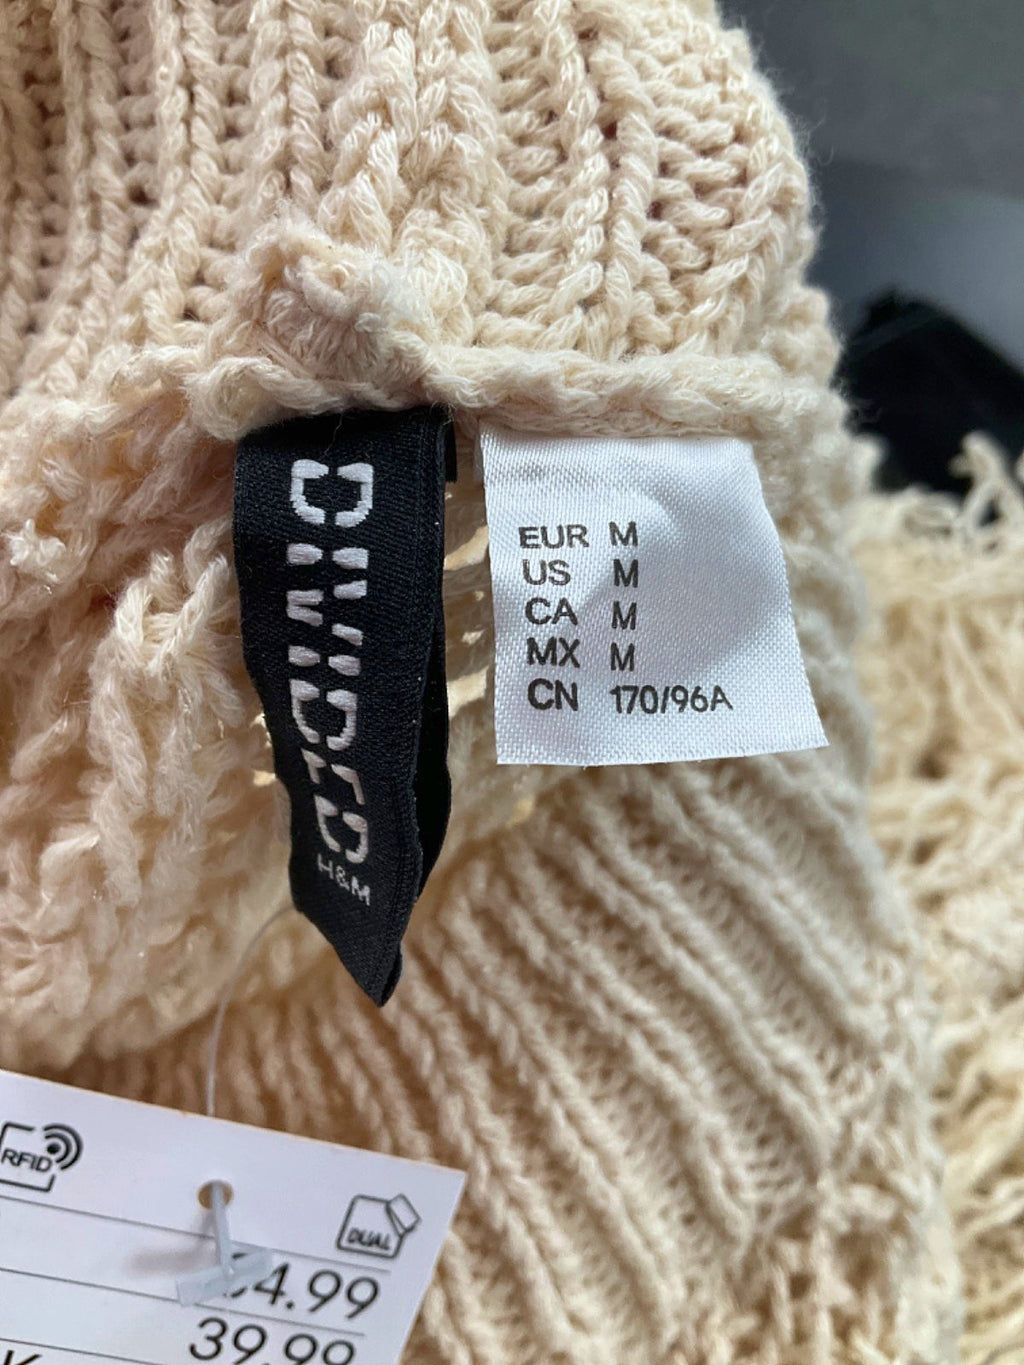 DIVIDED
H&M
EUR M
US M
CA M
MX M
CN 170/96A
RFID
DUAL
39.99